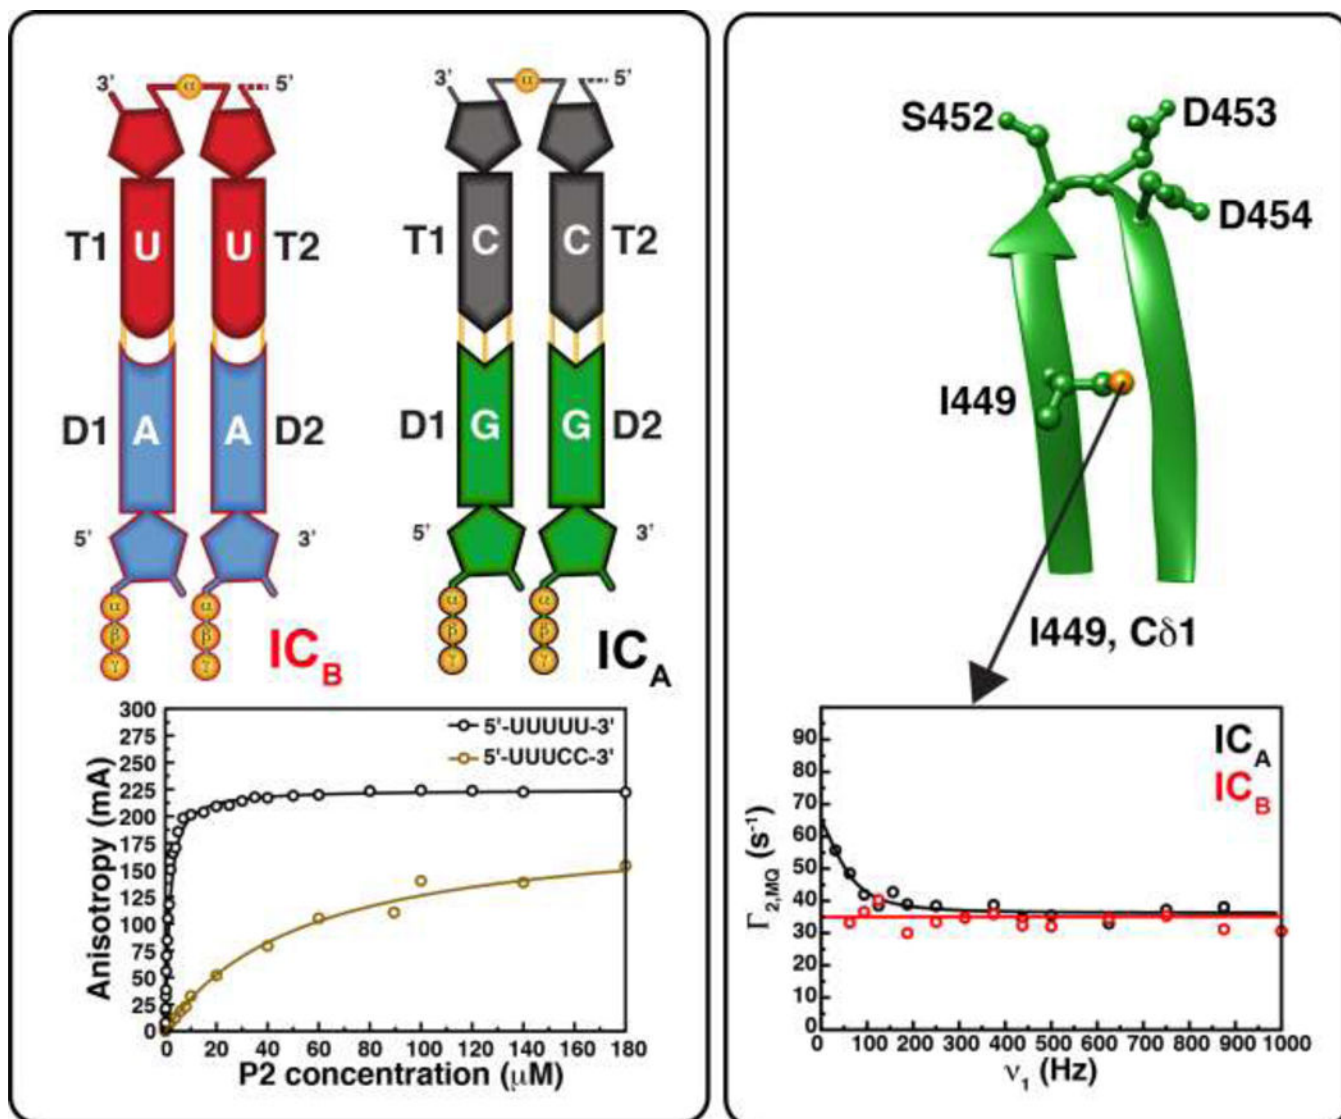 3' α 5' 3' α 5'
T1 U U T2 T1 C C T2
D1 A A D2 D1 G G D2
5' 3' 5' 3'
α α α α
β β β β
γ γ γ γ
IC_B IC_A
300
275
250
225
200
175
150
125
100
75
50
25
0
Anisotropy (mA)
5'-UUUUU-3'
5'-UUUCC-3'
0 20 40 60 80 100 120 140 160 180
P2 concentration (μM)
S452 D453
D454
I449
I449, Cδ1
90
80
70
60
50
40
30
20
10
0
Γ2,MQ (s⁻¹)
IC_A
IC_B
0 100 200 300 400 500 600 700 800 900 1000
ν₁ (Hz)